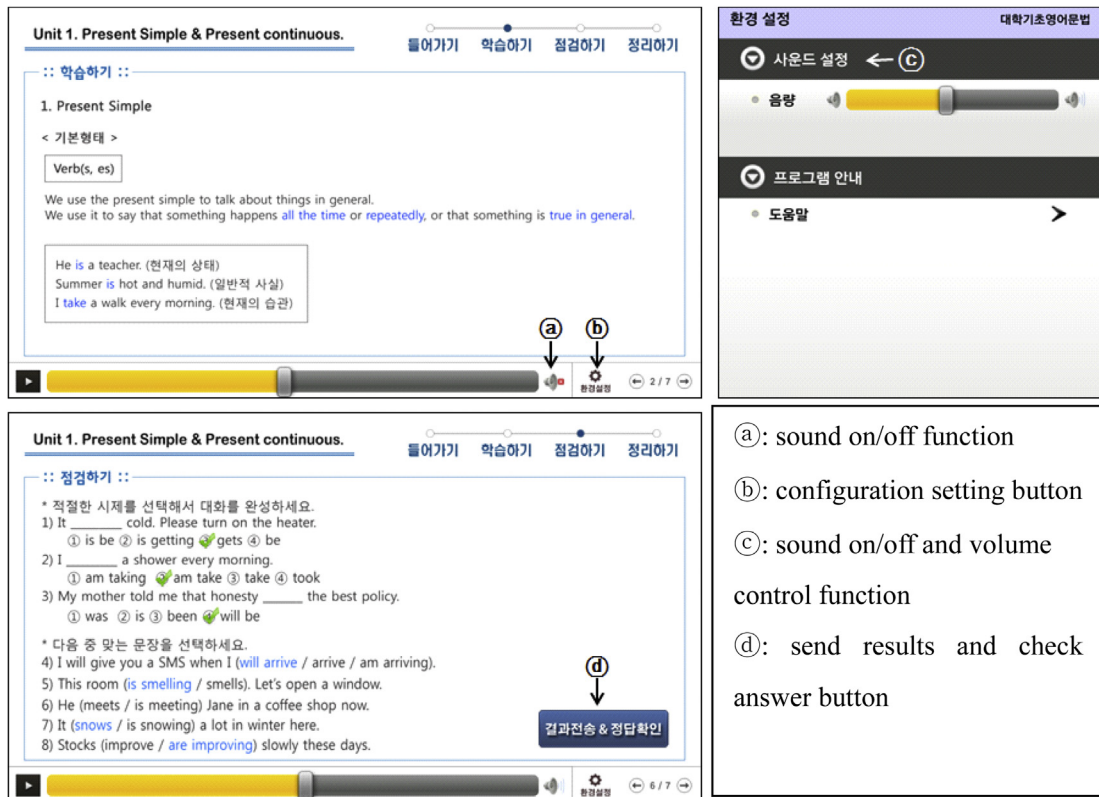 Unit 1. Present Simple & Present continuous.
들어가기 학습하기 점검하기 정리하기
:: 학습하기 ::
1. Present Simple
< 기본형태 >
Verb(s, es)
We use the present simple to talk about things in general.
We use it to say that something happens all the time or repeatedly, or that something is true in general.
He is a teacher. (현재의 상태)
Summer is hot and humid. (일반적 사실)
I take a walk every morning. (현재의 습관)
ⓐ ⓑ
환경설정
2 / 7
환경 설정 대학기초영어문법
사운드 설정 ⓒ
음량
프로그램 안내
도움말
Unit 1. Present Simple & Present continuous.
들어가기 학습하기 점검하기 정리하기
:: 점검하기 ::
* 적절한 시제를 선택해서 대화를 완성하세요.
1) It ________ cold. Please turn on the heater.
① is be ② is getting ③ gets ④ be
2) I _______ a shower every morning.
① am taking ② am take ③ take ④ took
3) My mother told me that honesty ______ the best policy.
① was ② is ③ been ④ will be
* 다음 중 맞는 문장을 선택하세요.
4) I will give you a SMS when I (will arrive / arrive / am arriving).
5) This room (is smelling / smells). Let's open a window.
6) He (meets / is meeting) Jane in a coffee shop now.
7) It (snows / is snowing) a lot in winter here.
8) Stocks (improve / are improving) slowly these days.
ⓓ
결과전송 & 정답확인
환경설정
6 / 7
ⓐ: sound on/off function
ⓑ: configuration setting button
ⓒ: sound on/off and volume
control function
ⓓ: send results and check
answer button